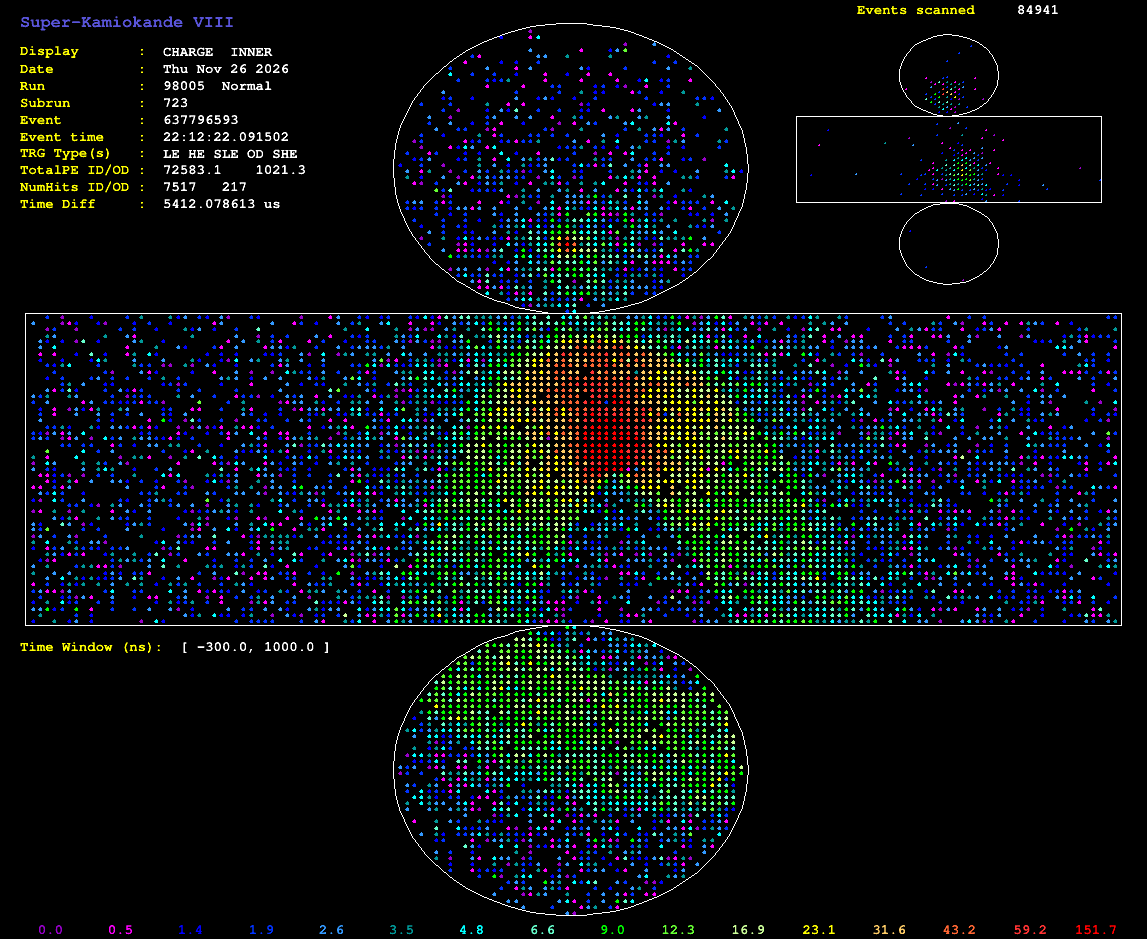 Super-Kamiokande VIII
Events scanned 84941
Display : CHARGE INNER
Date : Thu Nov 26 2026
Run : 98005 Normal
Subrun : 723
Event : 637796593
Event time : 22:12:22.091502
TRG Type(s) : LE HE SLE OD SHE
TotalPE ID/OD : 72583.1 1021.3
NumHits ID/OD : 7517 217
Time Diff : 5412.078613 us
Time Window (ns): [ -300.0, 1000.0 ]
0.0 0.5 1.4 1.9 2.6 3.5 4.8 6.6 9.0 12.3 16.9 23.1 31.6 43.2 59.2 151.7